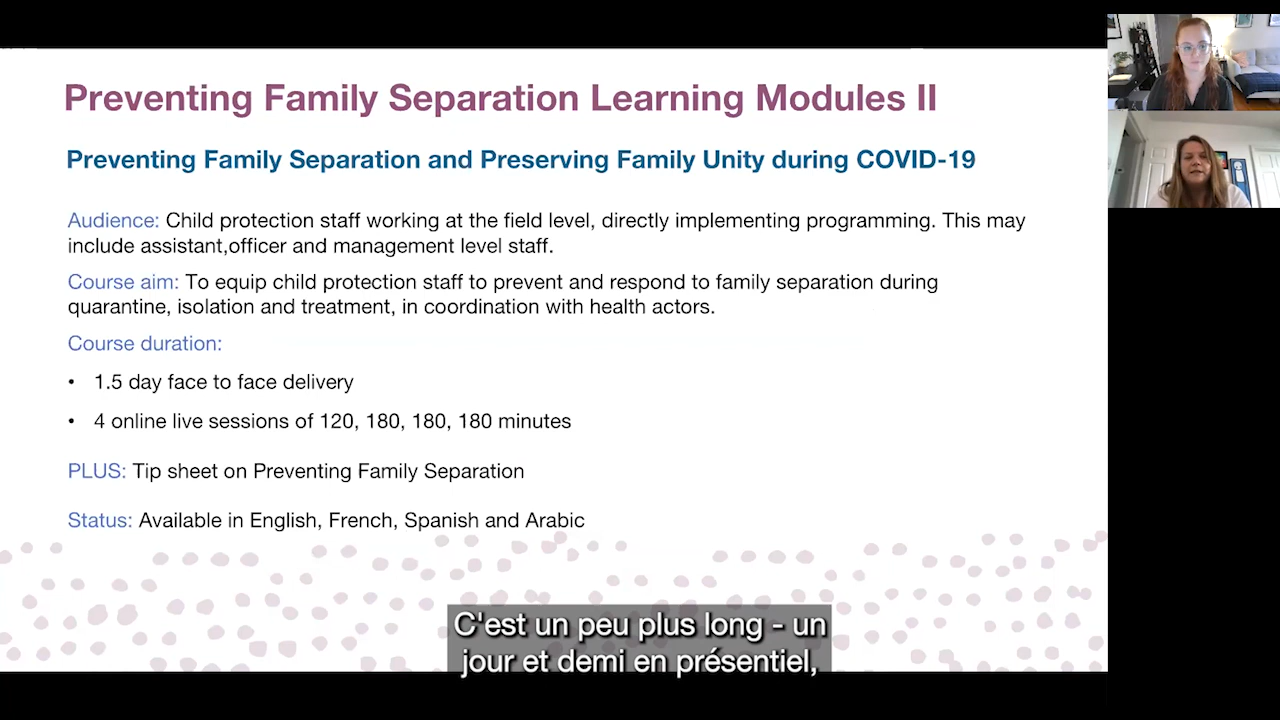 Preventing Family Separation Learning Modules II
Preventing Family Separation and Preserving Family Unity during COVID-19
Audience: Child protection staff working at the field level, directly implementing programming. This may
include assistant,officer and management level staff.
Course aim: To equip child protection staff to prevent and respond to family separation during
quarantine, isolation and treatment, in coordination with health actors.
Course duration:
• 1.5 day face to face delivery
• 4 online live sessions of 120, 180, 180, 180 minutes
PLUS: Tip sheet on Preventing Family Separation
Status: Available in English, French, Spanish and Arabic
C'est un peu plus long - un
jour et demi en présentiel,